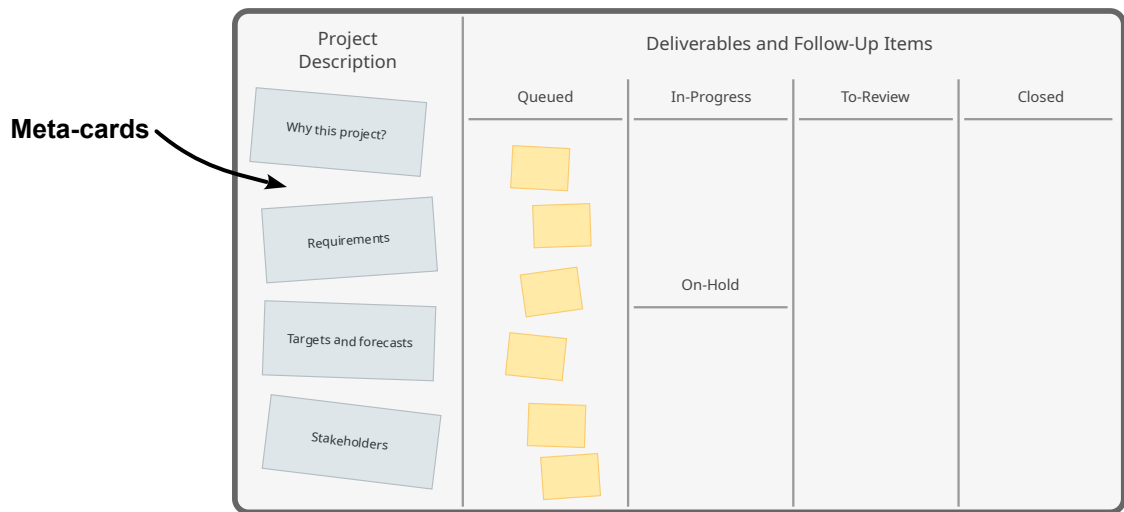 Project
Description
Deliverables and Follow-Up Items
Queued
In-Progress
To-Review
Closed
Meta-cards
Why this project?
Requirements
On-Hold
Targets and forecasts
Stakeholders